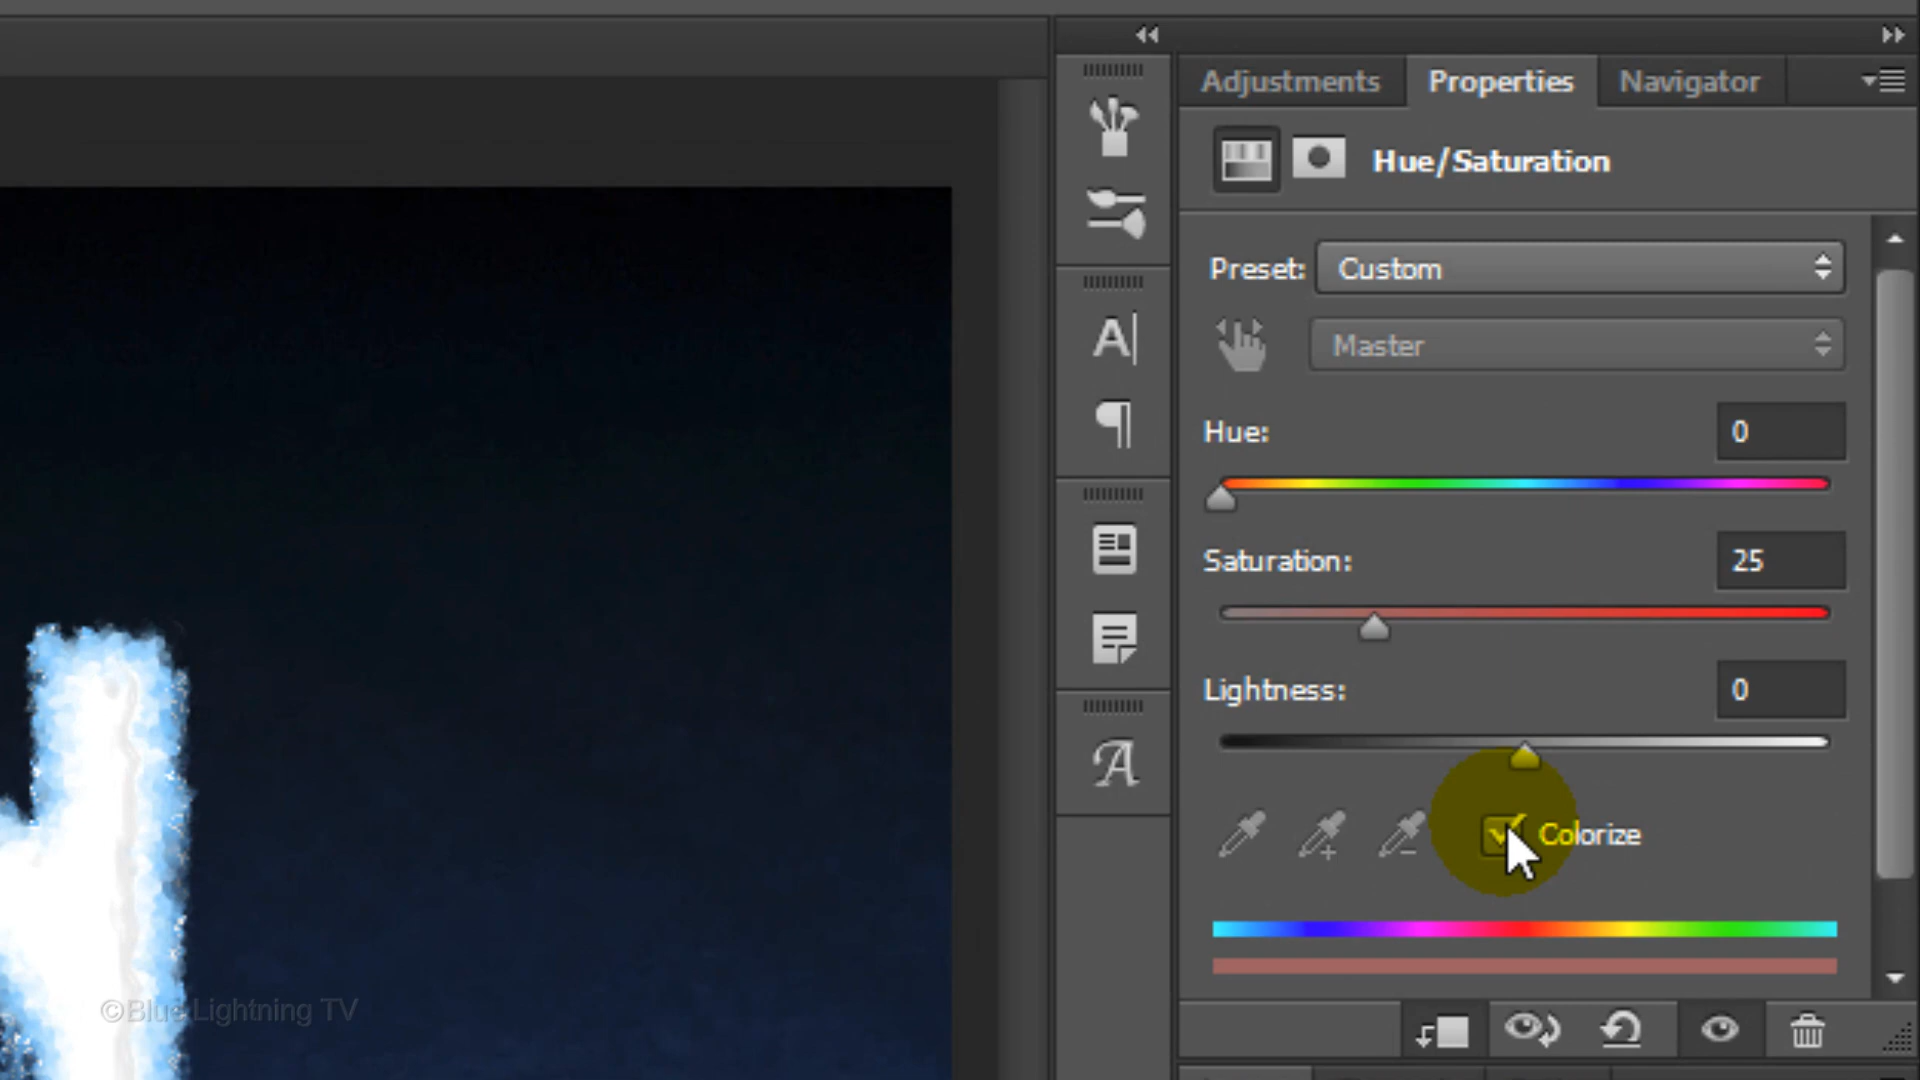 Adjustments Properties Navigator
Hue/Saturation
Preset: Custom
Master
Hue: 0
Saturation: 25
Lightness: 0
Colorize
©Blue Lightning TV